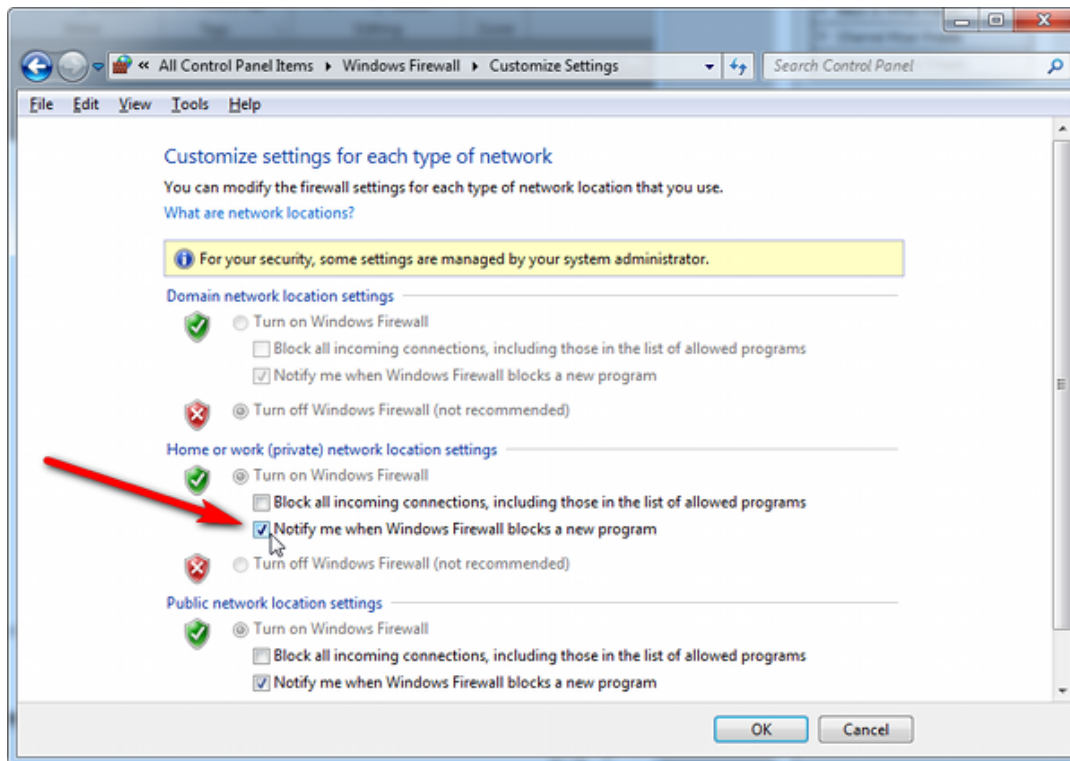 « All Control Panel Items ▸ Windows Firewall ▸ Customize Settings
Search Control Panel
File Edit View Tools Help
Customize settings for each type of network
You can modify the firewall settings for each type of network location that you use.
What are network locations?
For your security, some settings are managed by your system administrator.
Domain network location settings
Turn on Windows Firewall
Block all incoming connections, including those in the list of allowed programs
Notify me when Windows Firewall blocks a new program
Turn off Windows Firewall (not recommended)
Home or work (private) network location settings
Turn on Windows Firewall
Block all incoming connections, including those in the list of allowed programs
Notify me when Windows Firewall blocks a new program
Turn off Windows Firewall (not recommended)
Public network location settings
Turn on Windows Firewall
Block all incoming connections, including those in the list of allowed programs
Notify me when Windows Firewall blocks a new program
OK Cancel